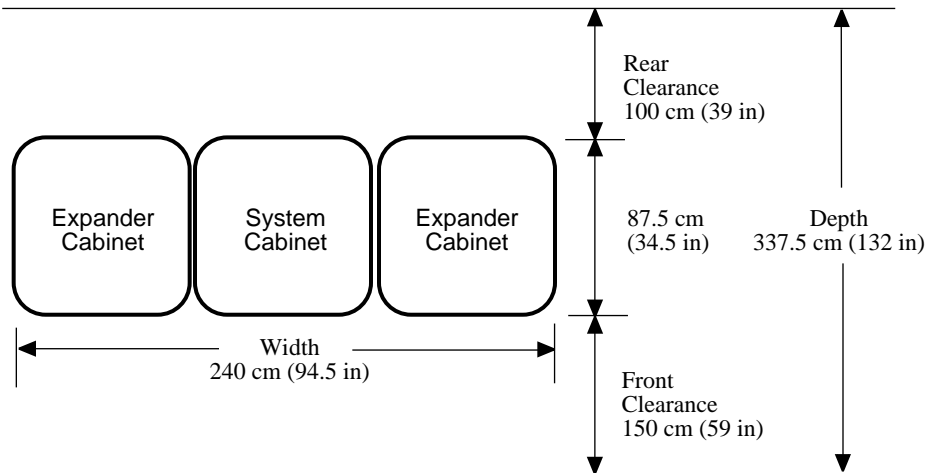 Rear
Clearance
100 cm (39 in)
Expander
Cabinet
System
Cabinet
Expander
Cabinet
87.5 cm
(34.5 in)
Depth
337.5 cm (132 in)
Width
240 cm (94.5 in)
Front
Clearance
150 cm (59 in)